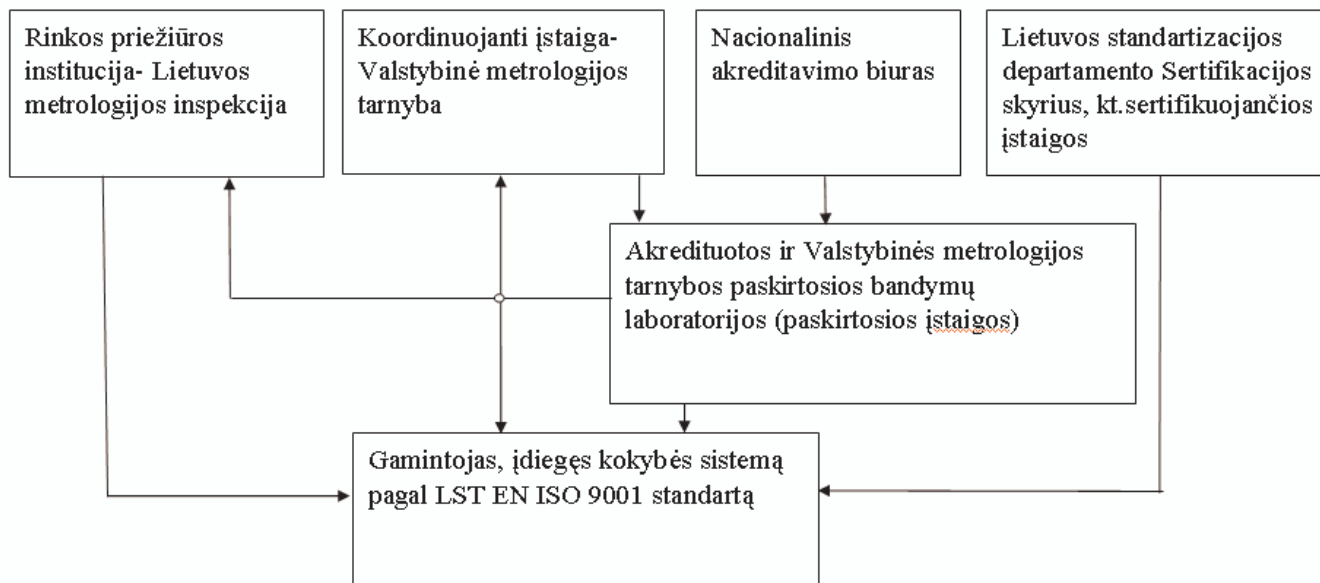 Rinkos priežiūros
institucija- Lietuvos
metrologijos inspekcija
Koordinuojanti įstaiga-
Valstybinė metrologijos
tarnyba
Nacionalinis
akreditavimo biuras
Lietuvos standartizacijos
departamento Sertifikacijos
skyrius, kt.sertifikuojančios
įstaigos
Akredituotos ir Valstybinės metrologijos
tarnybos paskirtosios bandymų
laboratorijos (paskirtosios įstaigos)
Gamintojas, įdiegęs kokybės sistemą
pagal LST EN ISO 9001 standartą